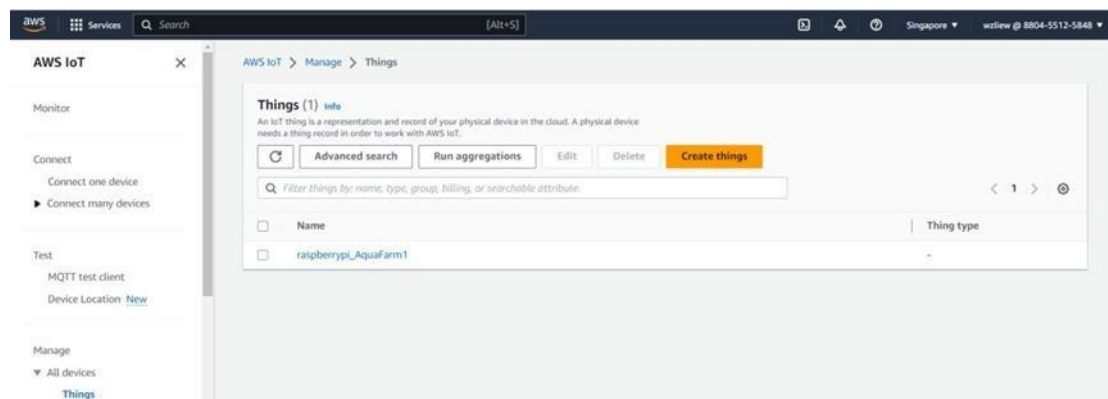 aws Services Search [Alt+S] Singapore ▼ wzliew @ 8804-5512-5848 ▼
AWS IoT
Monitor
Connect
Connect one device
Connect many devices
Test
MQTT test client
Device Location New
Manage
All devices
Things
AWS IoT > Manage > Things
Things (1) Info
An IoT thing is a representation and record of your physical device in the cloud. A physical device
needs a thing record in order to work with AWS IoT.
Advanced search Run aggregations Edit Delete Create things
Filter things by: name, type, group, billing, or searchable attribute.
< 1 >
Name Thing type
raspberrypi_AquaFarm1 -